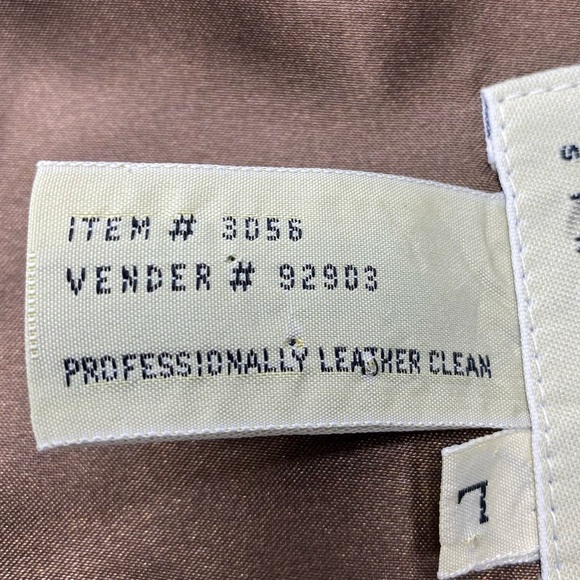 ITEM # 3056
VENDER # 92903
PROFESSIONALLY LEATHER CLEAN
L